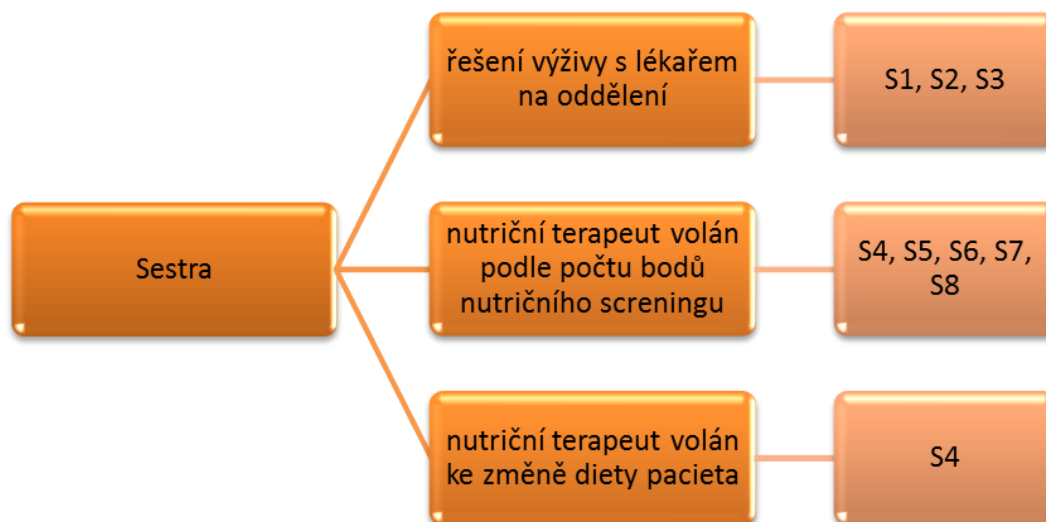 řešení výživy s lékařem
na oddělení
S1, S2, S3
Sestra
nutriční terapeut volán
podle počtu bodů
nutričního screningu
S4, S5, S6, S7,
S8
nutriční terapeut volán
ke změně diety pacieta
S4